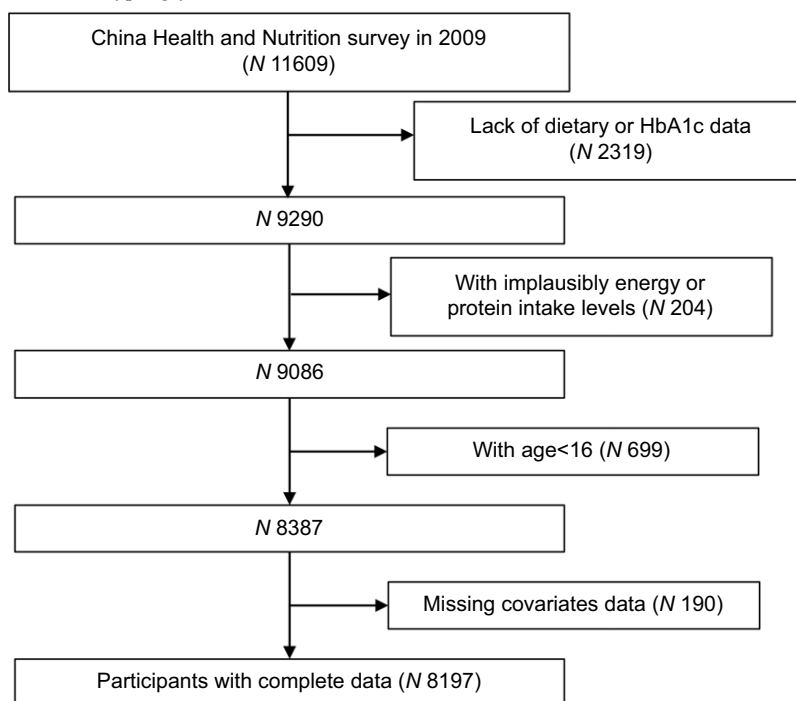 China Health and Nutrition survey in 2009
(N 11609)
Lack of dietary or HbA1c data
(N 2319)
N 9290
With implausibly energy or
protein intake levels (N 204)
N 9086
With age<16 (N 699)
N 8387
Missing covariates data (N 190)
Participants with complete data (N 8197)